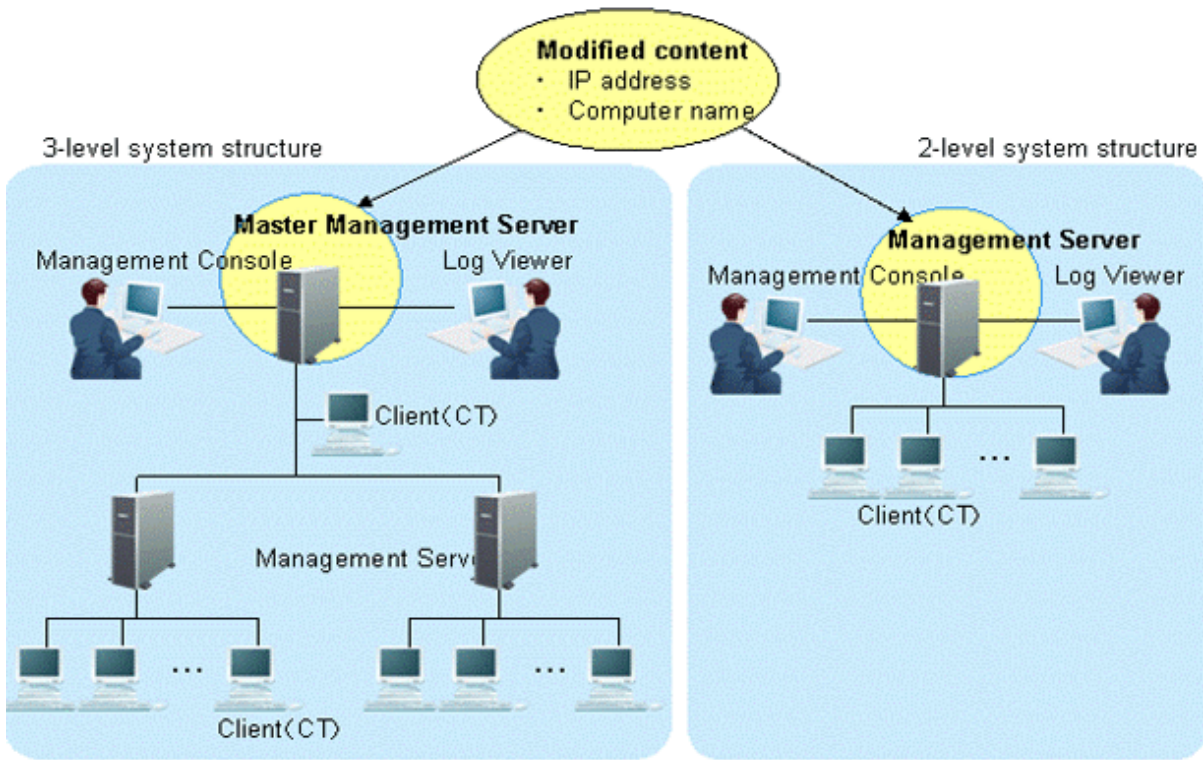 Modified content
・ IP address
・ Computer name
3-level system structure
2-level system structure
Master Management Server
Management Console
Log Viewer
Client(CT)
Management Serve
Client(CT)
Management Server
Management Console
Log Viewer
...
Client(CT)
...
...